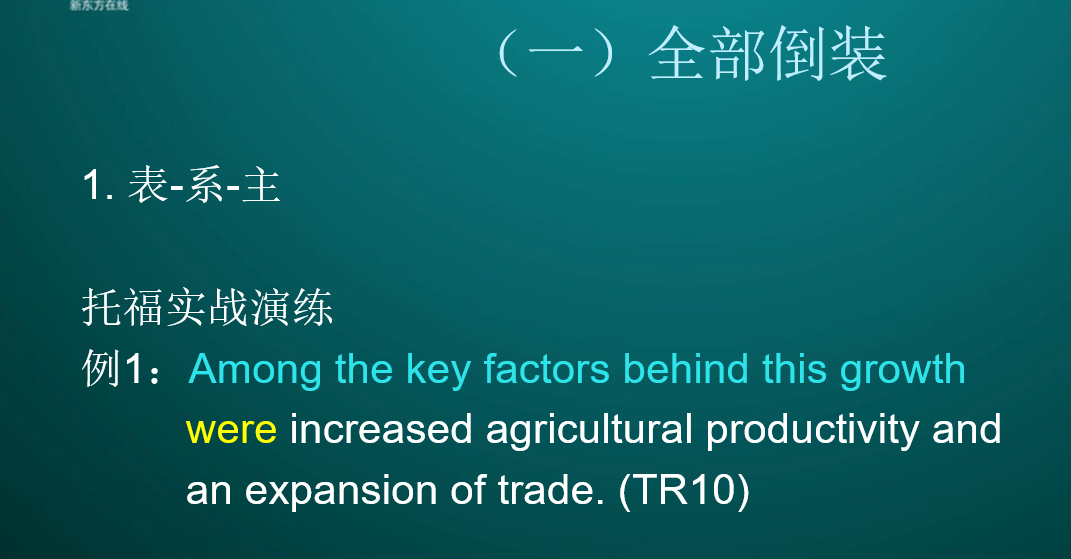 新东方在线
（一）全部倒装
1. 表-系-主
托福实战演练
例1：Among the key factors behind this growth
were increased agricultural productivity and
an expansion of trade. (TR10)